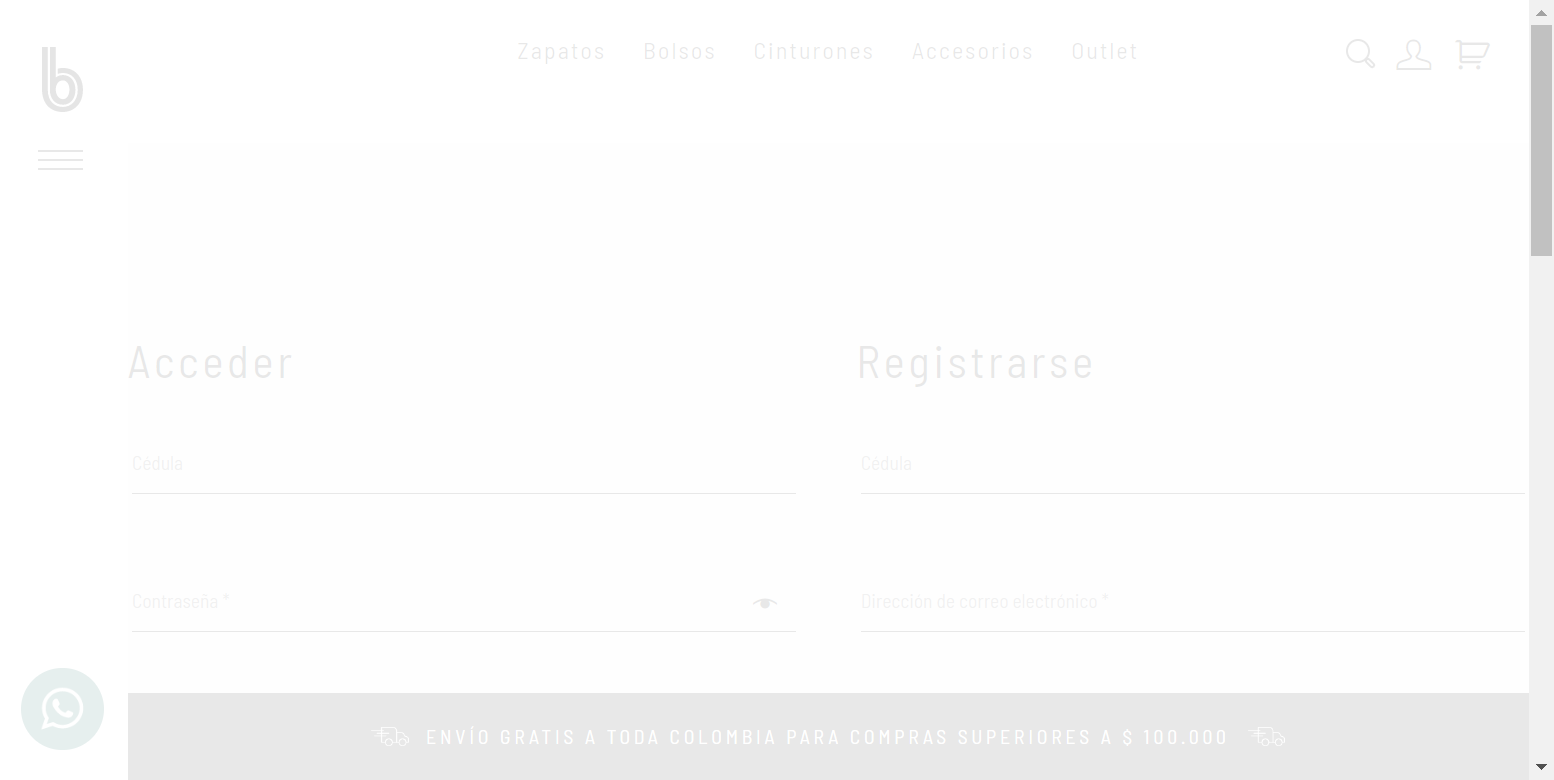 b
Zapatos Bolsos Cinturones Accesorios Outlet
Acceder
Registrarse
Cédula
Cédula
Contraseña *
Dirección de correo electrónico *
ENVÍO GRATIS A TODA COLOMBIA PARA COMPRAS SUPERIORES A $ 100.000